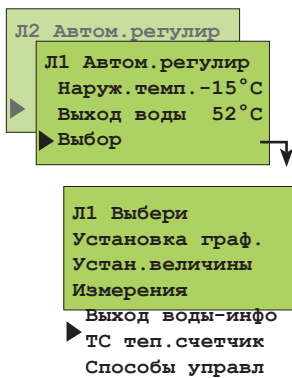 Л2 Автом.регулир
Л1 Автом.регулир
Наруж.темп.-15°C
Выход воды 52°C
Выбор
Л1 Выбери
Установка граф.
Устан.величины
Измерения
Выход воды-инфо
ТС теп.счетчик
Способы управл